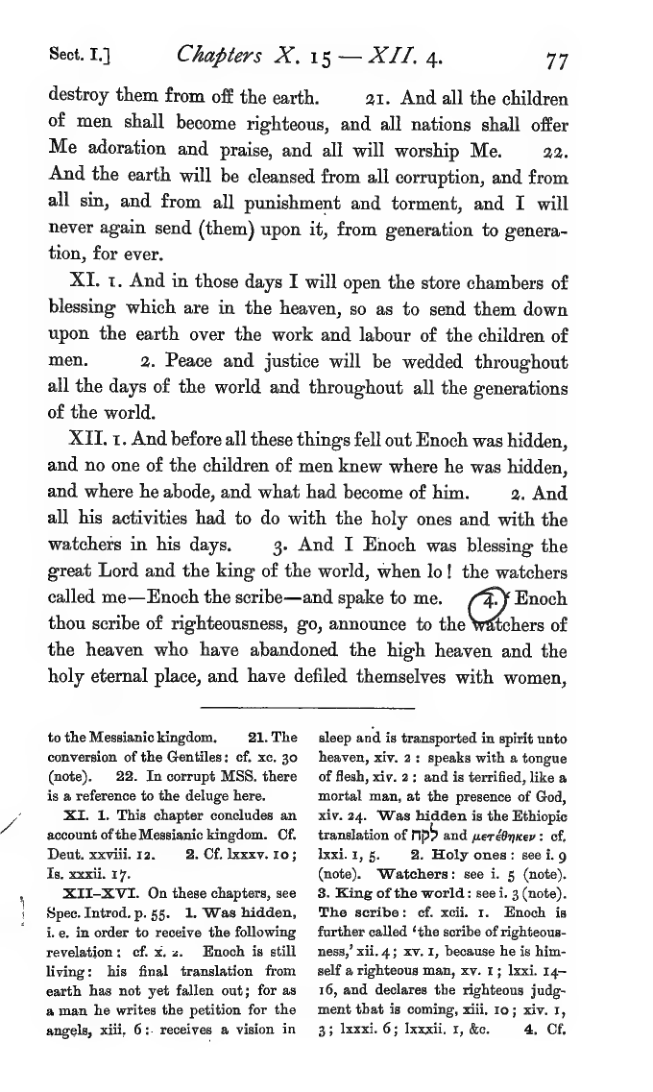 Sect. I.] Chapters X. 15 — XII. 4. 77
destroy them from off the earth. 21. And all the children
of men shall become righteous, and all nations shall offer
Me adoration and praise, and all will worship Me. 22.
And the earth will be cleansed from all corruption, and from
all sin, and from all punishment and torment, and I will
never again send (them) upon it, from generation to genera-
tion, for ever.
XI. 1. And in those days I will open the store chambers of
blessing which are in the heaven, so as to send them down
upon the earth over the work and labour of the children of
men. 2. Peace and justice will be wedded throughout
all the days of the world and throughout all the generations
of the world.
XII. 1. And before all these things fell out Enoch was hidden,
and no one of the children of men knew where he was hidden,
and where he abode, and what had become of him. 2. And
all his activities had to do with the holy ones and with the
watchers in his days. 3. And I Enoch was blessing the
great Lord and the king of the world, when lo! the watchers
called me—Enoch the scribe—and spake to me. 4. ‘Enoch
thou scribe of righteousness, go, announce to the watchers of
the heaven who have abandoned the high heaven and the
holy eternal place, and have defiled themselves with women,
to the Messianic kingdom. 21. The
conversion of the Gentiles: cf. xc. 30
(note). 22. In corrupt MSS. there
is a reference to the deluge here.
XI. 1. This chapter concludes an
account of the Messianic kingdom. Cf.
Deut. xxviii. 12. 2. Cf. lxxxv. 10;
Is. xxxii. 17.
XII–XVI. On these chapters, see
Spec. Introd. p. 55. 1. Was hidden,
i. e. in order to receive the following
revelation: cf. x. 2. Enoch is still
living: his final translation from
earth has not yet fallen out; for as
a man he writes the petition for the
angels, xiii. 6: receives a vision in
sleep and is transported in spirit unto
heaven, xiv. 2: speaks with a tongue
of flesh, xiv. 2: and is terrified, like a
mortal man, at the presence of God,
xiv. 24. Was hidden is the Ethiopic
translation of לקח and μετέθηκεν: cf.
lxxi. 1, 5. 2. Holy ones: see i. 9
(note). Watchers: see i. 5 (note).
3. King of the world: see i. 3 (note).
The scribe: cf. xcii. 1. Enoch is
further called ‘the scribe of righteous-
ness,’ xii. 4; xv. 1, because he is him-
self a righteous man, xv. 1; lxxi. 14–
16, and declares the righteous judg-
ment that is coming, xiii. 10; xiv. 1,
3; lxxxi. 6; lxxxii. 1, &c. 4. Cf.